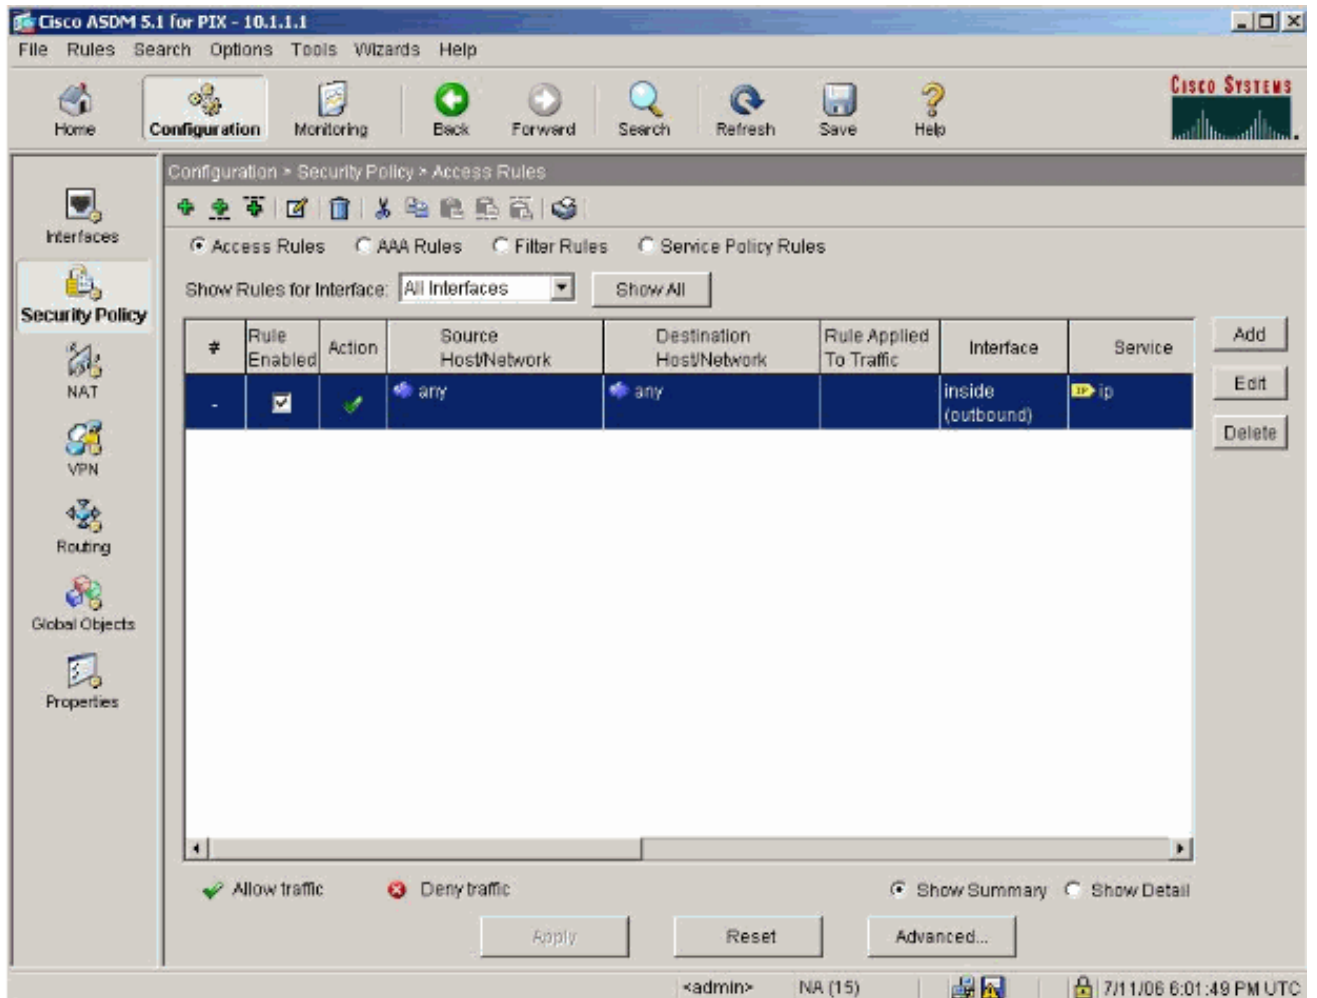 Cisco ASDM 5.1 for PIX - 10.1.1.1
File Rules Search Options Tools Wizards Help
Home Configuration Monitoring Back Forward Search Refresh Save Help
CISCO SYSTEMS
Configuration > Security Policy > Access Rules
Interfaces
Security Policy
NAT
VPN
Routing
Global Objects
Properties
Access Rules AAA Rules Filter Rules Service Policy Rules
Show Rules for Interface: All Interfaces Show All
# Rule Enabled Action Source Host/Network Destination Host/Network Rule Applied To Traffic Interface Service
- any any inside (outbound) IP ip
Add
Edit
Delete
Allow traffic Deny traffic Show Summary Show Detail
Apply Reset Advanced...
<admin> NA (15) 7/11/06 6:01:49 PM UTC